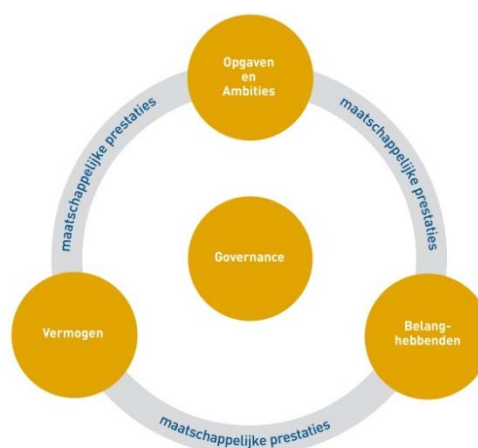 Opgaven
en
Ambities
maatschappelijke prestaties
maatschappelijke prestaties
Governance
Vermogen
Belang-
hebbenden
maatschappelijke prestaties